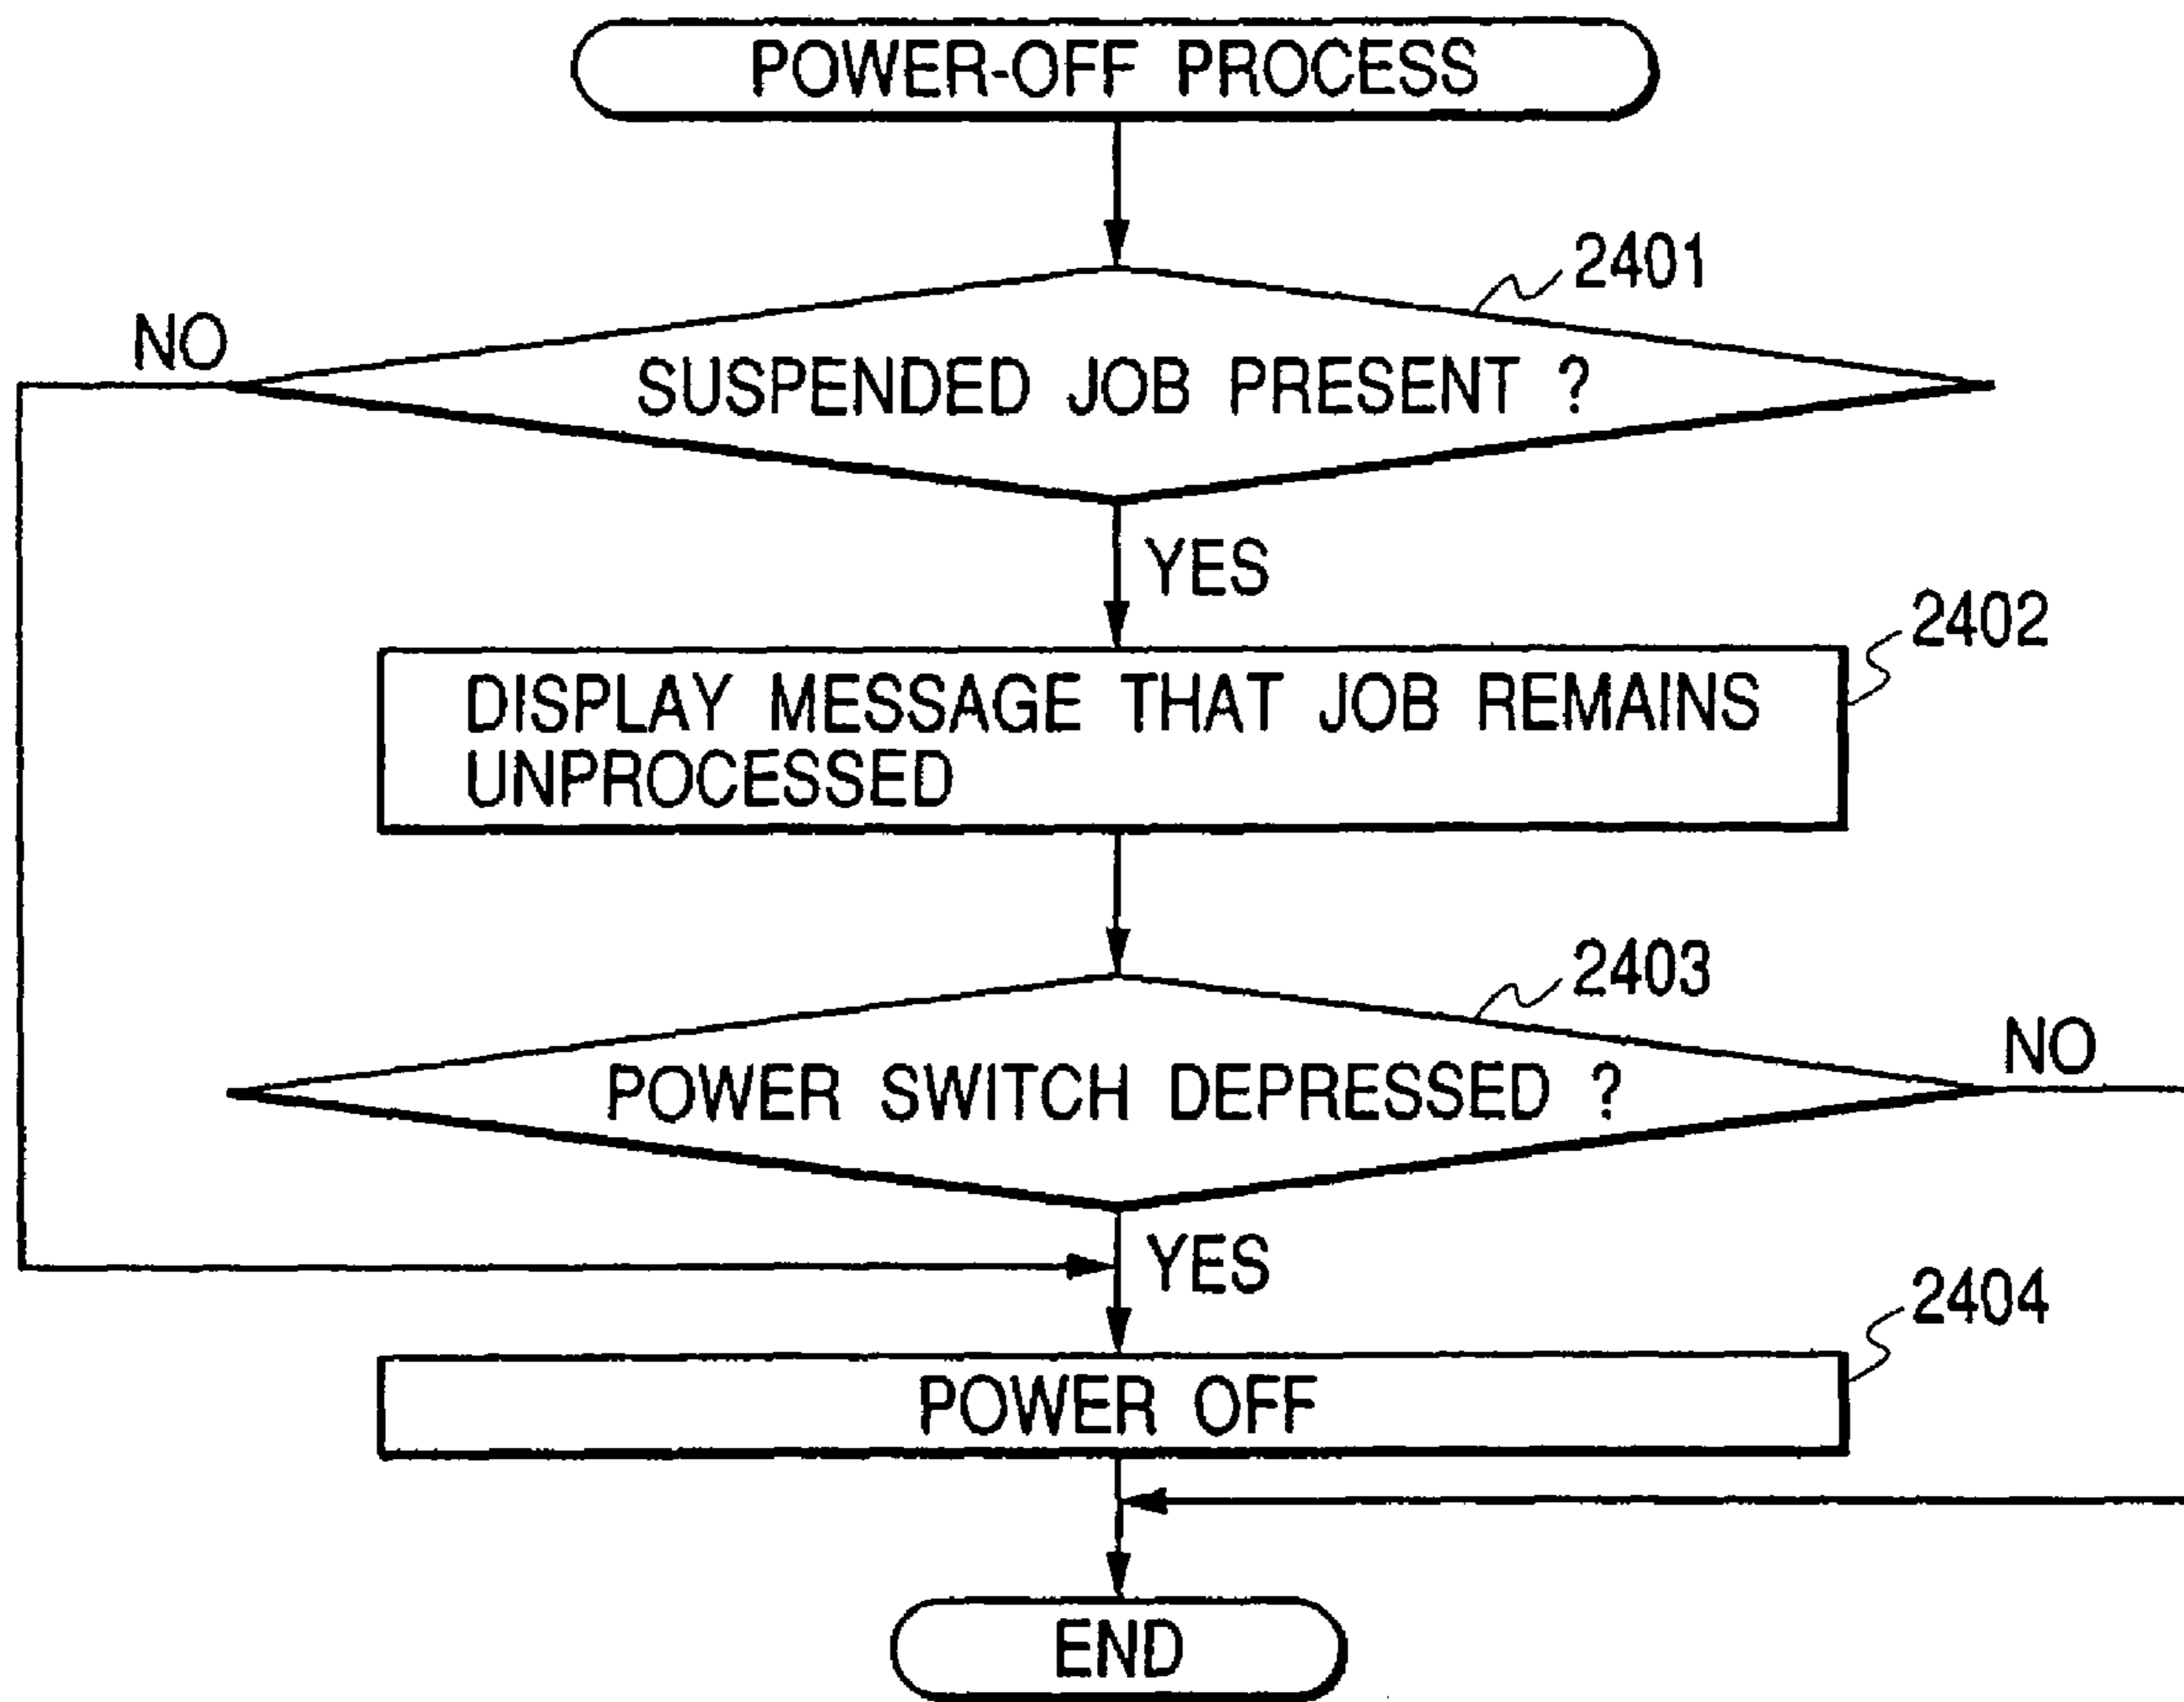 POWER-OFF PROCESS
2401
NO
SUSPENDED JOB PRESENT ?
YES
2402
DISPLAY MESSAGE THAT JOB REMAINS
UNPROCESSED
2403
NO
POWER SWITCH DEPRESSED ?
YES
2404
POWER OFF
END